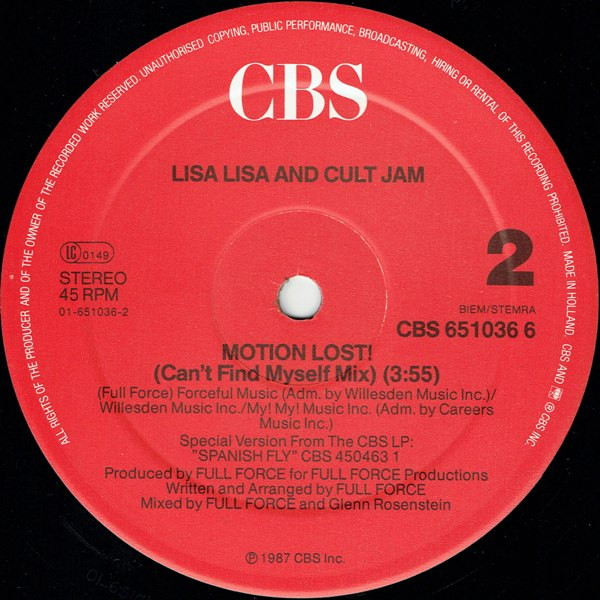 ALL RIGHTS OF THE PRODUCER AND OF THE OWNER OF THE RECORDED WORK RESERVED. UNAUTHORISED COPYING, PUBLIC PERFORMANCE, BROADCASTING, HIRING OR RENTAL OF THIS RECORDING PROHIBITED. MADE IN HOLLAND. CBS AND ℗ CBS INC.
CBS
LISA LISA AND CULT JAM
LC 0149
STEREO
45 RPM
01-651036-2
2
BIEM/STEMRA
CBS 651036 6
MOTION LOST!
(Can't Find Myself Mix) (3:55)
(Full Force) Forceful Music (Adm. by Willesden Music Inc.)/
Willesden Music Inc./My! My! Music Inc. (Adm. by Careers
Music Inc.)
Special Version From The CBS LP:
"SPANISH FLY" CBS 450463 1
Produced by FULL FORCE for FULL FORCE Productions
Written and Arranged by FULL FORCE
Mixed by FULL FORCE and Glenn Rosenstein
℗ 1987 CBS Inc.